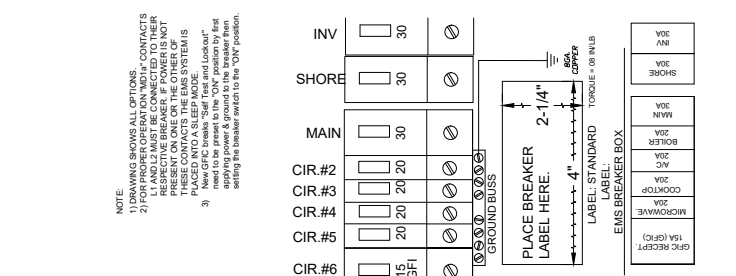 NOTE:
1) DRAWING SHOWS ALL OPTIONS.
2) FOR PROPER OPERATION "MD1a" CONTACTS
L1 AND L2 MUST BE CONNECTED TO THEIR
RESPECTIVE BREAKER. IF POWER IS NOT
PRESENT ON ONE OR THE OTHER OF
THESE CONTACTS THE EMS SYSTEM IS
PLACED INTO A SLEEP MODE.
3) New GFIC breaks "Self Test and Lockout"
need to be preset to the "ON" position by first
applying power & ground to the breaker then
setting the breaker switch to the "ON" position.
INV
30
SHORE
30
MAIN
30
CIR.#2
20
CIR.#3
20
CIR.#4
20
CIR.#5
20
CIR.#6
15
GFI
GROUND BUSS
8GA
COPPER
TORQUE = 08 IN/LB
PLACE BREAKER
LABEL HERE.
2-1/4"
4"
LABEL: STANDARD
LABEL:
EMS BREAKER BOX
INV
30A
SHORE
30A
MAIN
30A
BOILER
20A
A/C
20A
COOKTOP
20A
MICROWAVE.
20A
GFIC RECEPT.
15A (GFIC)